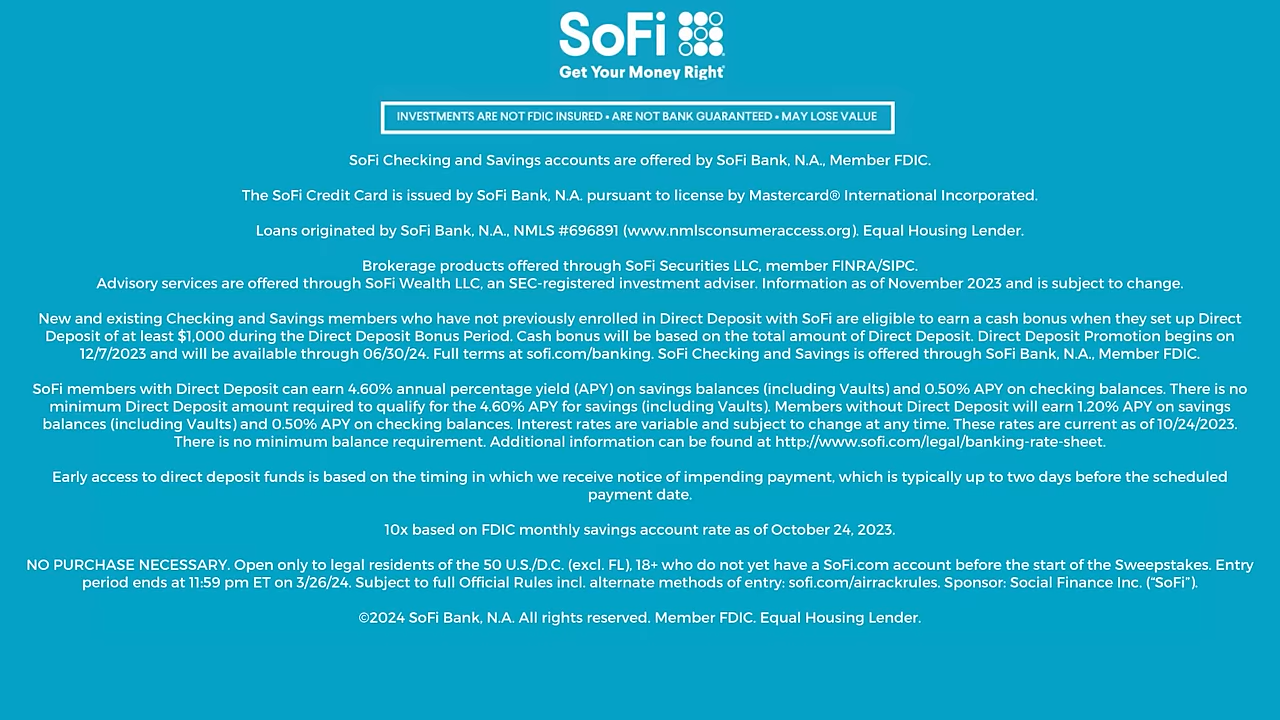 SoFi
Get Your Money Right
INVESTMENTS ARE NOT FDIC INSURED • ARE NOT BANK GUARANTEED • MAY LOSE VALUE
SoFi Checking and Savings accounts are offered by SoFi Bank, N.A., Member FDIC.
The SoFi Credit Card is issued by SoFi Bank, N.A. pursuant to license by Mastercard® International Incorporated.
Loans originated by SoFi Bank, N.A., NMLS #696891 (www.nmlsconsumeraccess.org). Equal Housing Lender.
Brokerage products offered through SoFi Securities LLC, member FINRA/SIPC.
Advisory services are offered through SoFi Wealth LLC, an SEC-registered investment adviser. Information as of November 2023 and is subject to change.
New and existing Checking and Savings members who have not previously enrolled in Direct Deposit with SoFi are eligible to earn a cash bonus when they set up Direct
Deposit of at least $1,000 during the Direct Deposit Bonus Period. Cash bonus will be based on the total amount of Direct Deposit. Direct Deposit Promotion begins on
12/7/2023 and will be available through 06/30/24. Full terms at sofi.com/banking. SoFi Checking and Savings is offered through SoFi Bank, N.A., Member FDIC.
SoFi members with Direct Deposit can earn 4.60% annual percentage yield (APY) on savings balances (including Vaults) and 0.50% APY on checking balances. There is no
minimum Direct Deposit amount required to qualify for the 4.60% APY for savings (including Vaults). Members without Direct Deposit will earn 1.20% APY on savings
balances (including Vaults) and 0.50% APY on checking balances. Interest rates are variable and subject to change at any time. These rates are current as of 10/24/2023.
There is no minimum balance requirement. Additional information can be found at http://www.sofi.com/legal/banking-rate-sheet.
Early access to direct deposit funds is based on the timing in which we receive notice of impending payment, which is typically up to two days before the scheduled
payment date.
10x based on FDIC monthly savings account rate as of October 24, 2023.
NO PURCHASE NECESSARY. Open only to legal residents of the 50 U.S./D.C. (excl. FL), 18+ who do not yet have a SoFi.com account before the start of the Sweepstakes. Entry
period ends at 11:59 pm ET on 3/26/24. Subject to full Official Rules incl. alternate methods of entry: sofi.com/airrackrules. Sponsor: Social Finance Inc. (“SoFi”).
©2024 SoFi Bank, N.A. All rights reserved. Member FDIC. Equal Housing Lender.